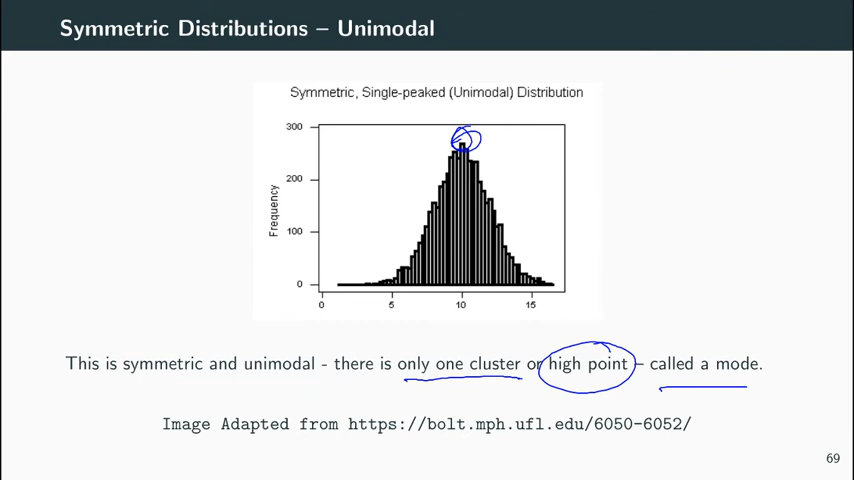 Symmetric Distributions – Unimodal
Symmetric, Single-peaked (Unimodal) Distribution
300
200
100
0
Frequency
0 5 10 15
This is symmetric and unimodal - there is only one cluster or high point – called a mode.
Image Adapted from https://bolt.mph.ufl.edu/6050-6052/
69